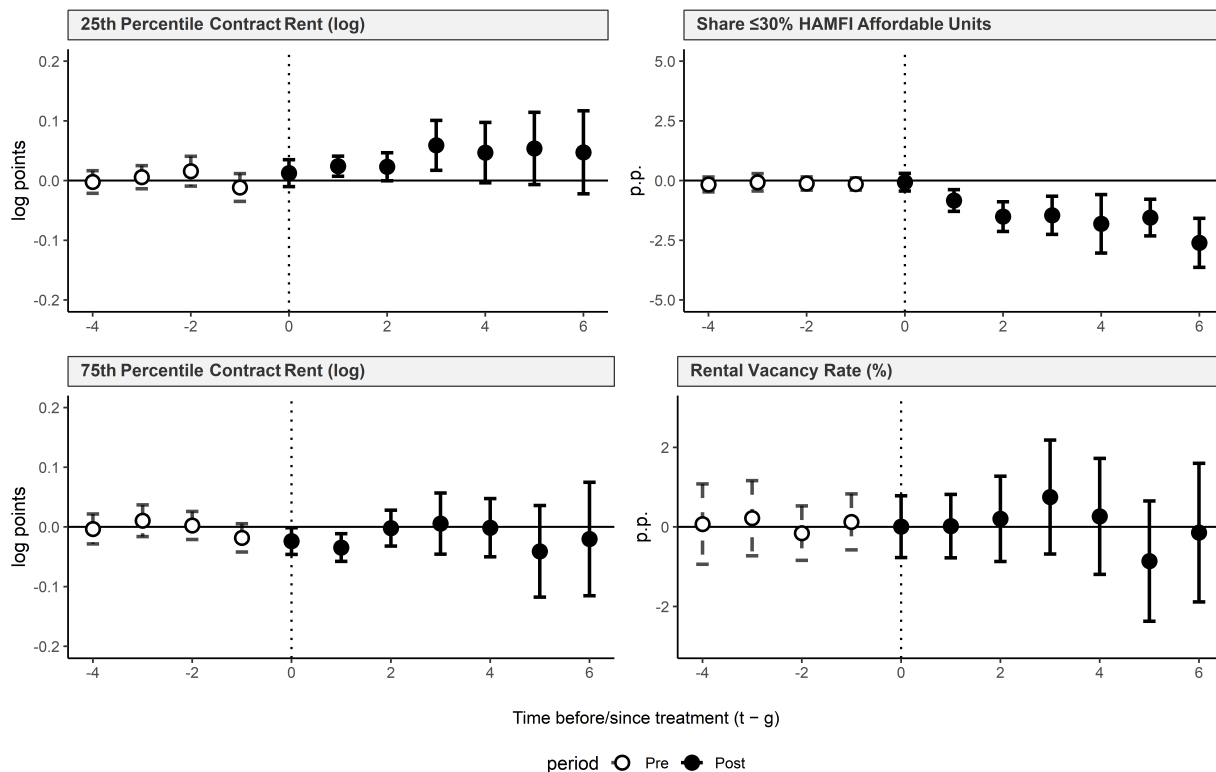 25th Percentile Contract Rent (log)
Share ≤30% HAMFI Affordable Units
log points
0.2
0.1
0.0
-0.1
-0.2
-4 -2 0 2 4 6
p.p.
5.0
2.5
0.0
-2.5
-5.0
-4 -2 0 2 4 6
75th Percentile Contract Rent (log)
Rental Vacancy Rate (%)
log points
0.2
0.1
0.0
-0.1
-0.2
-4 -2 0 2 4 6
p.p.
2
0
-2
-4 -2 0 2 4 6
Time before/since treatment (t − g)
period Pre Post